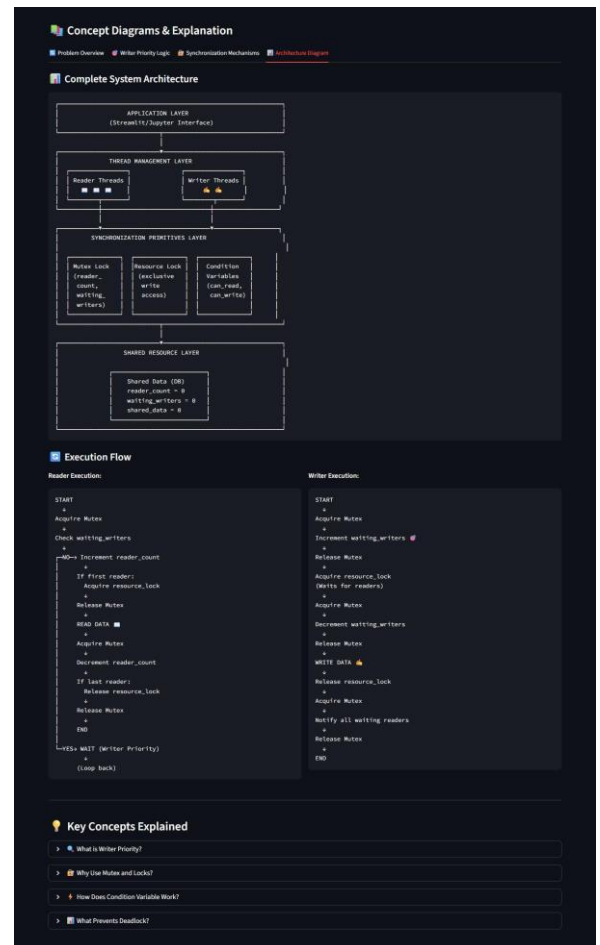 Concept Diagrams & Explanation
Problem Overview Writer Priority Logic Synchronization Mechanisms Architecture Diagram
Complete System Architecture
APPLICATION LAYER
(Streamlit/Jupyter Interface)
THREAD MANAGEMENT LAYER
Reader Threads Writer Threads
SYNCHRONIZATION PRIMITIVES LAYER
Mutex Lock Resource Lock Condition
(reader_ (exclusive Variables
count, write (can_read,
waiting_ access) can_write)
writers)
SHARED RESOURCE LAYER
Shared Data (DB)
reader_count = 0
waiting_writers = 0
shared_data = 0
Execution Flow
Reader Execution:
START
Acquire Mutex
Check waiting_writers
NO→ Increment reader_count
If first reader:
Acquire resource_lock
Release Mutex
READ DATA
Acquire Mutex
Decrement reader_count
If last reader:
Release resource_lock
Release Mutex
END
YES→ WAIT (Writer Priority)
(Loop back)
Writer Execution:
START
Acquire Mutex
Increment waiting_writers
Release Mutex
Acquire resource_lock
(Waits for readers)
Acquire Mutex
Decrement waiting_writers
Release Mutex
WRITE DATA
Release resource_lock
Acquire Mutex
Notify all waiting readers
Release Mutex
END
Key Concepts Explained
What is Writer Priority?
Why Use Mutex and Locks?
How Does Condition Variable Work?
What Prevents Deadlock?